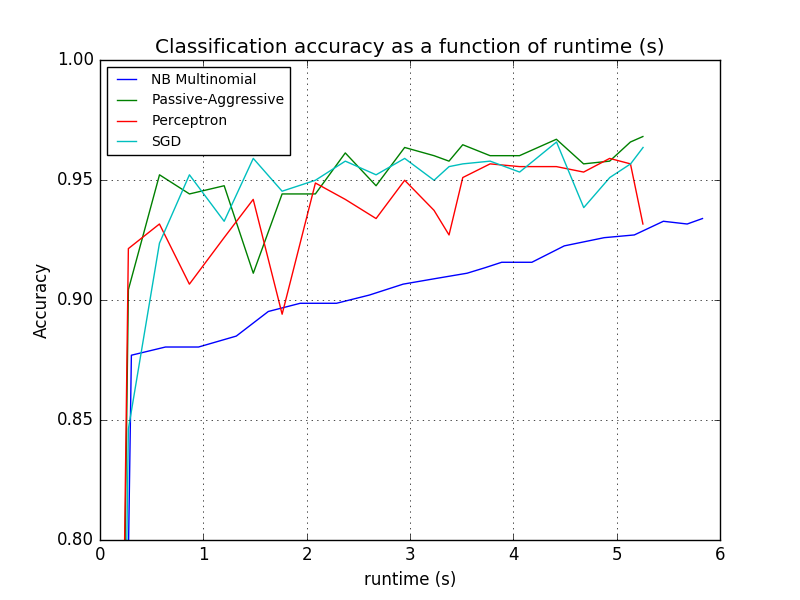 Classification accuracy as a function of runtime (s)
1.00
NB Multinomial
Passive-Aggressive
Perceptron
SGD
0.95
0.90
0.85
0.80
Accuracy
0 1 2 3 4 5 6
runtime (s)